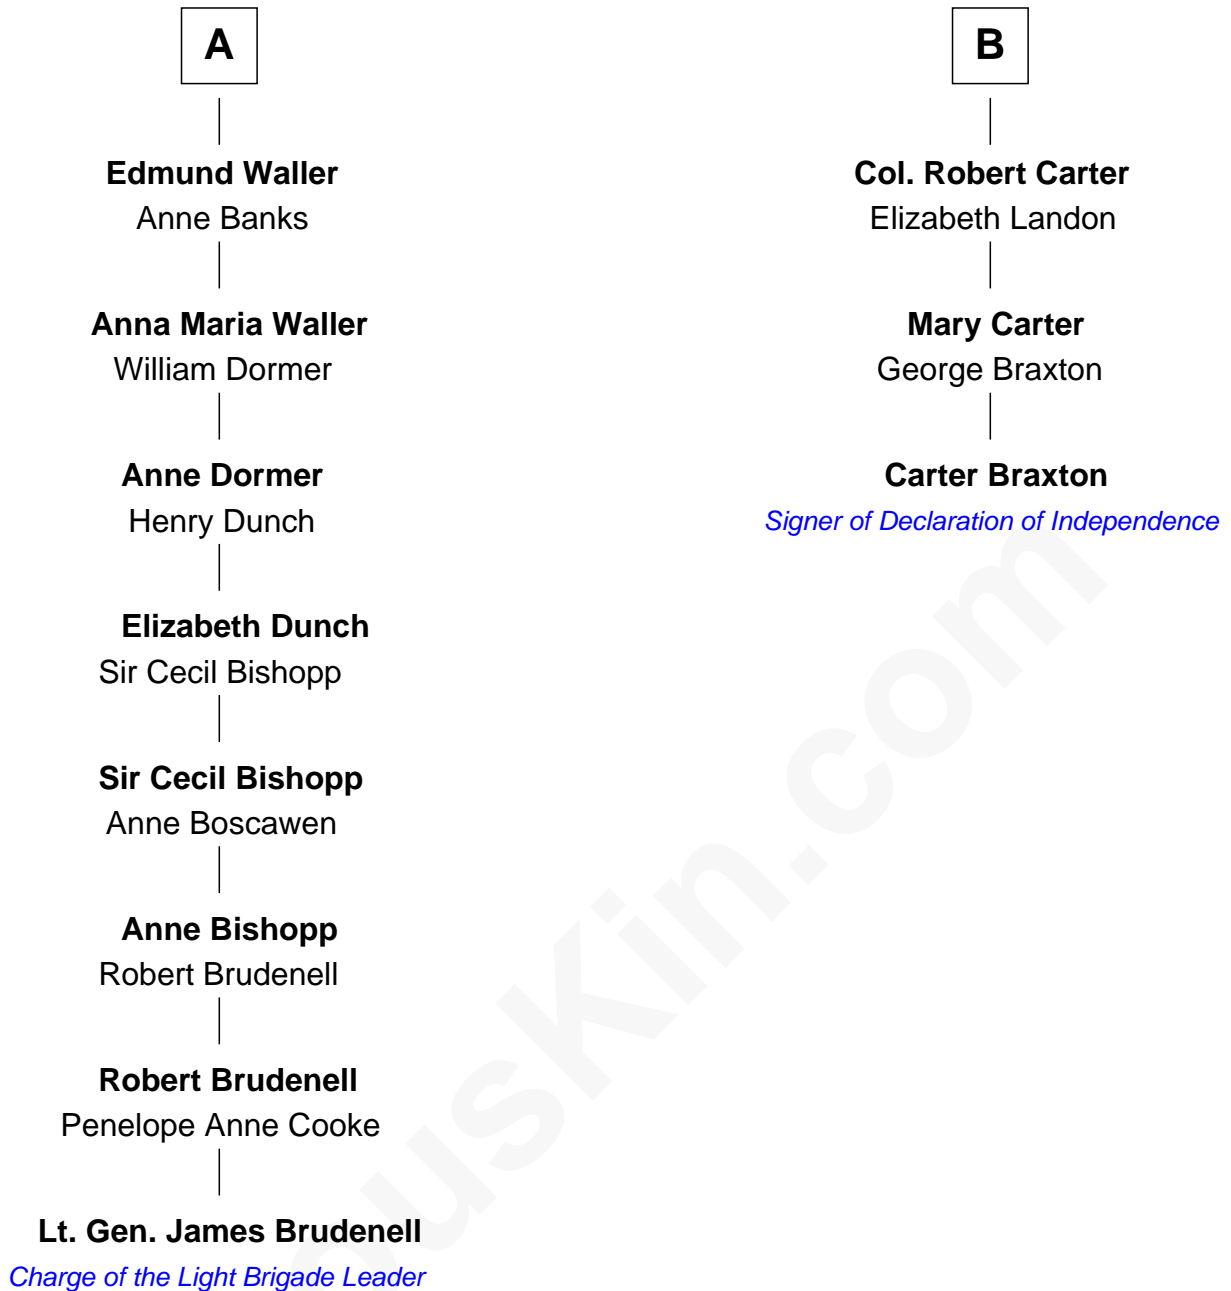 A
Edmund Waller
Anne Banks
Anna Maria Waller
William Dormer
Anne Dormer
Henry Dunch
Elizabeth Dunch
Sir Cecil Bishopp
Sir Cecil Bishopp
Anne Boscawen
Anne Bishopp
Robert Brudenell
Robert Brudenell
Penelope Anne Cooke
Lt. Gen. James Brudenell
Charge of the Light Brigade Leader
B
Col. Robert Carter
Elizabeth Landon
Mary Carter
George Braxton
Carter Braxton
Signer of Declaration of Independence
ousKin.com